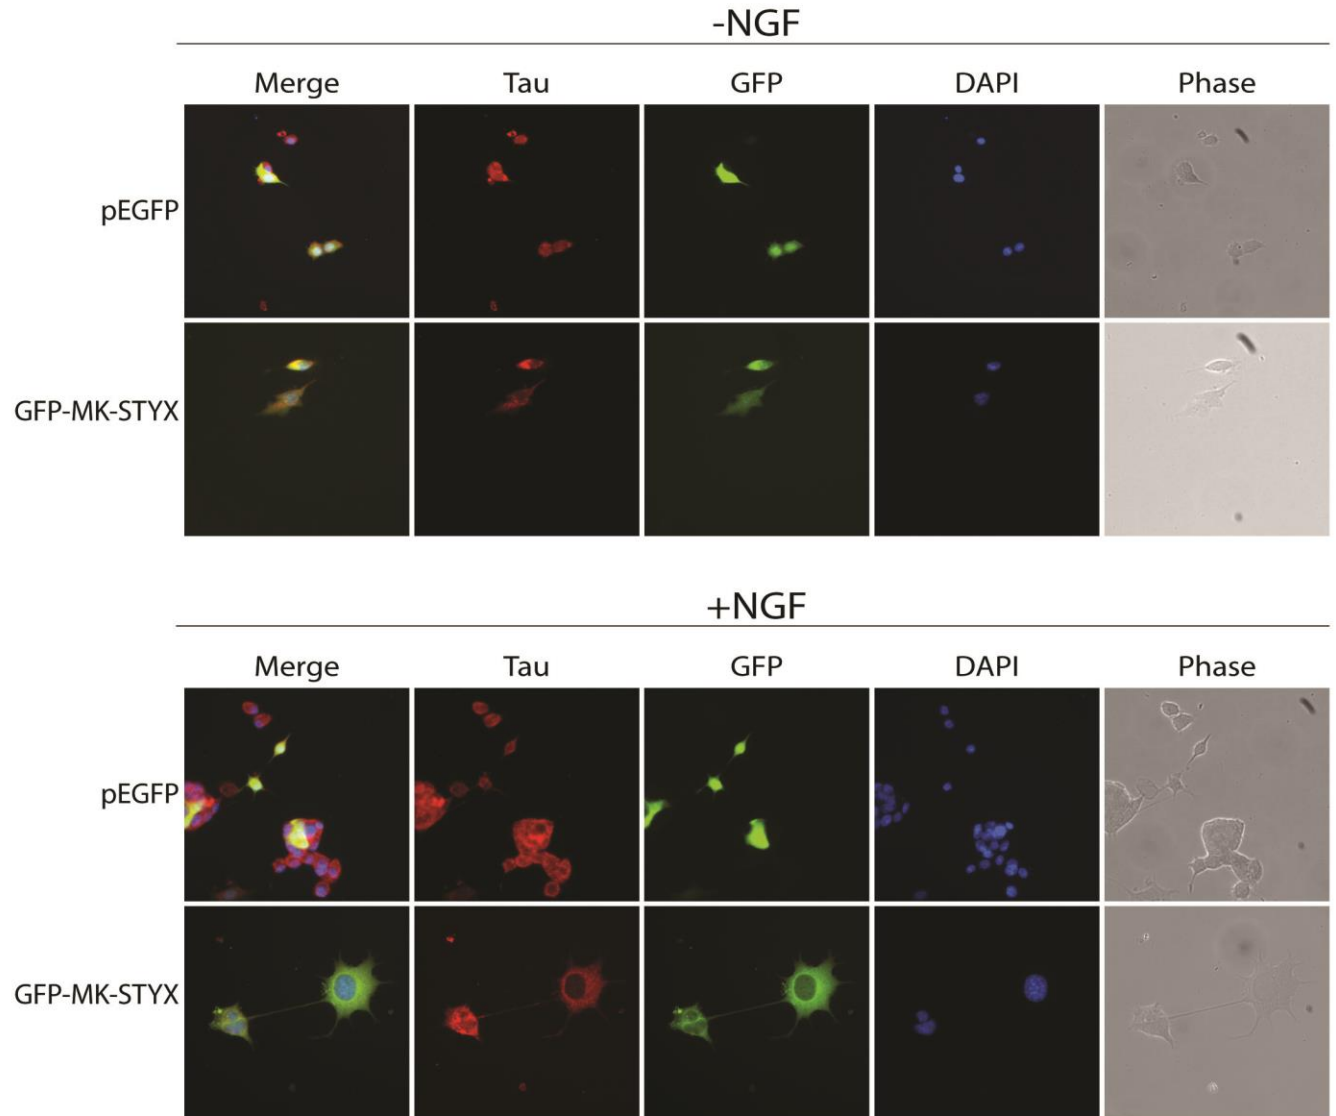 -NGF
Merge Tau GFP DAPI Phase
pEGFP
GFP-MK-STYX
+NGF
Merge Tau GFP DAPI Phase
pEGFP
GFP-MK-STYX